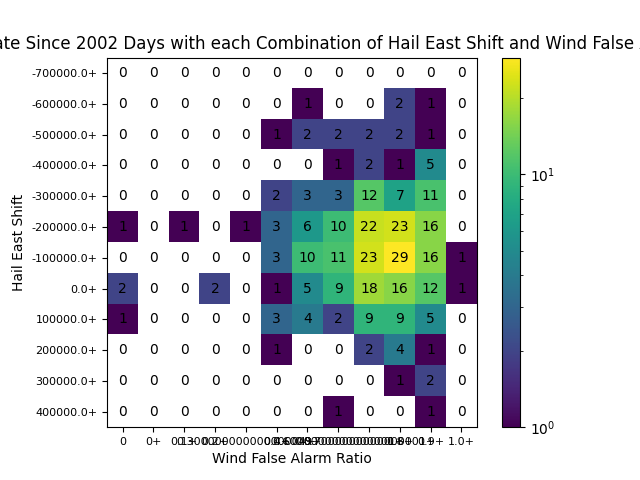 ate Since 2002 Days with each Combination of Hail East Shift and Wind False
-700000.0+ 0 0 0 0 0 0 0 0 0 0 0 0
-600000.0+ 0 0 0 0 0 0 1 0 0 2 1 0
-500000.0+ 0 0 0 0 0 1 2 2 2 2 1 0
-400000.0+ 0 0 0 0 0 0 0 1 2 1 5 0
-300000.0+ 0 0 0 0 0 2 3 3 12 7 11 0
-200000.0+ 1 0 1 0 1 3 6 10 22 23 16 0
-100000.0+ 0 0 0 0 0 3 10 11 23 29 16 1
0.0+ 2 0 0 2 0 1 5 9 18 16 12 1
100000.0+ 1 0 0 0 0 3 4 2 9 9 5 0
200000.0+ 0 0 0 0 0 1 0 0 2 4 1 0
300000.0+ 0 0 0 0 0 0 0 0 0 1 2 0
400000.0+ 0 0 0 0 0 0 0 1 0 0 1 0
0 0+ 1.0+
Wind False Alarm Ratio
Hail East Shift
10^1
10^0